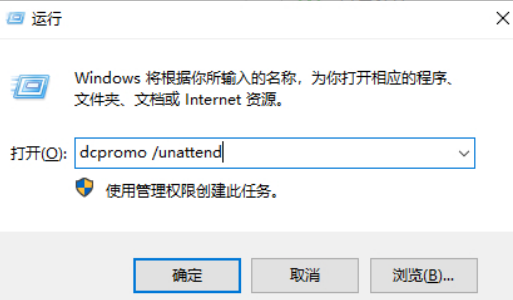 运行
Windows 将根据你所输入的名称，为你打开相应的程序、
文件夹、文档或 Internet 资源。
打开(O): dcpromo /unattend
使用管理权限创建此任务。
确定 取消 浏览(B)...